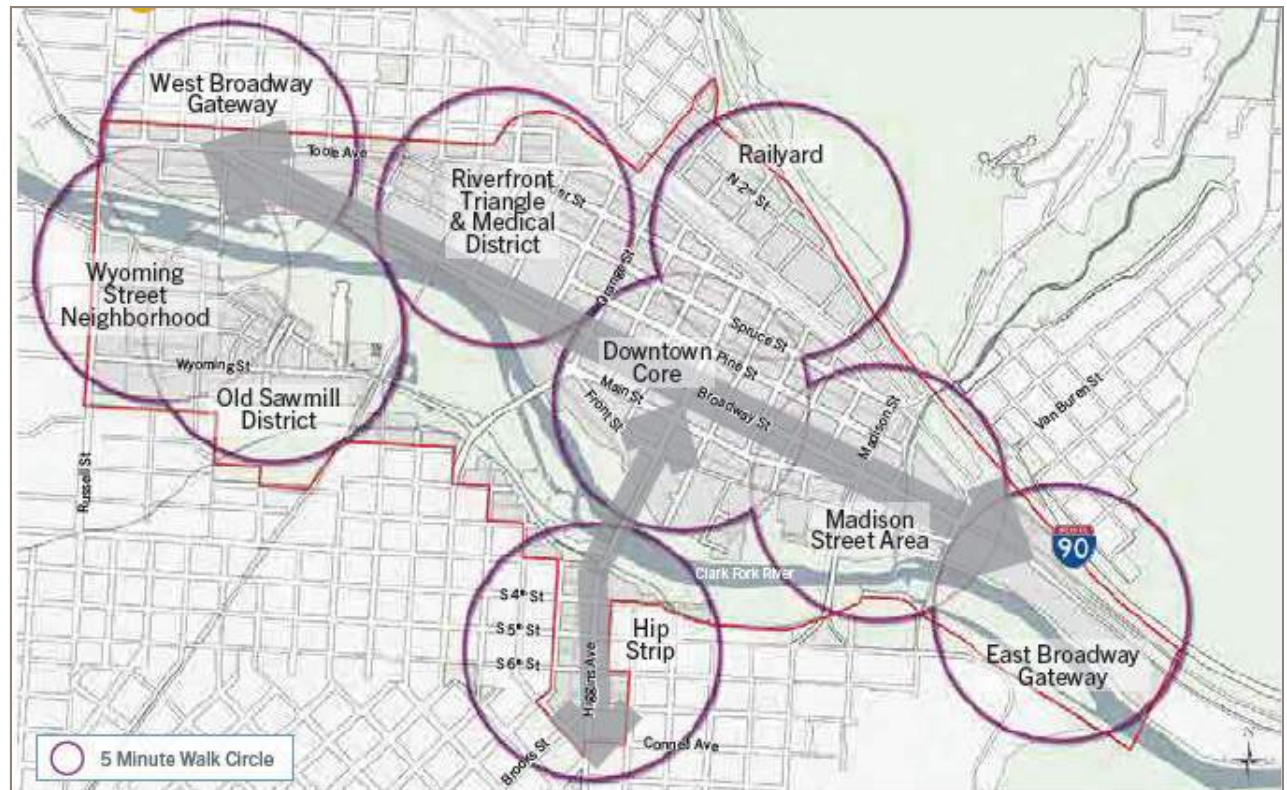 West Broadway
Gateway
Toole Ave
Riverfront
Triangle
& Medical
District
er St
Railyard
N 2nd St
Orange St
Wyoming
Street
Neighborhood
Wyoming St
Old Sawmill
District
Russell St
Downtown
Core
Spruce St
Pine St
Main St
Front St
Broadway St
Madison St
Van Buren St
Madison
Street Area
90
Clark Fork River
S 4th St
S 5th St
S 6th St
Higgins Ave
Hip
Strip
East Broadway
Gateway
Brooks St
Connell Ave
5 Minute Walk Circle